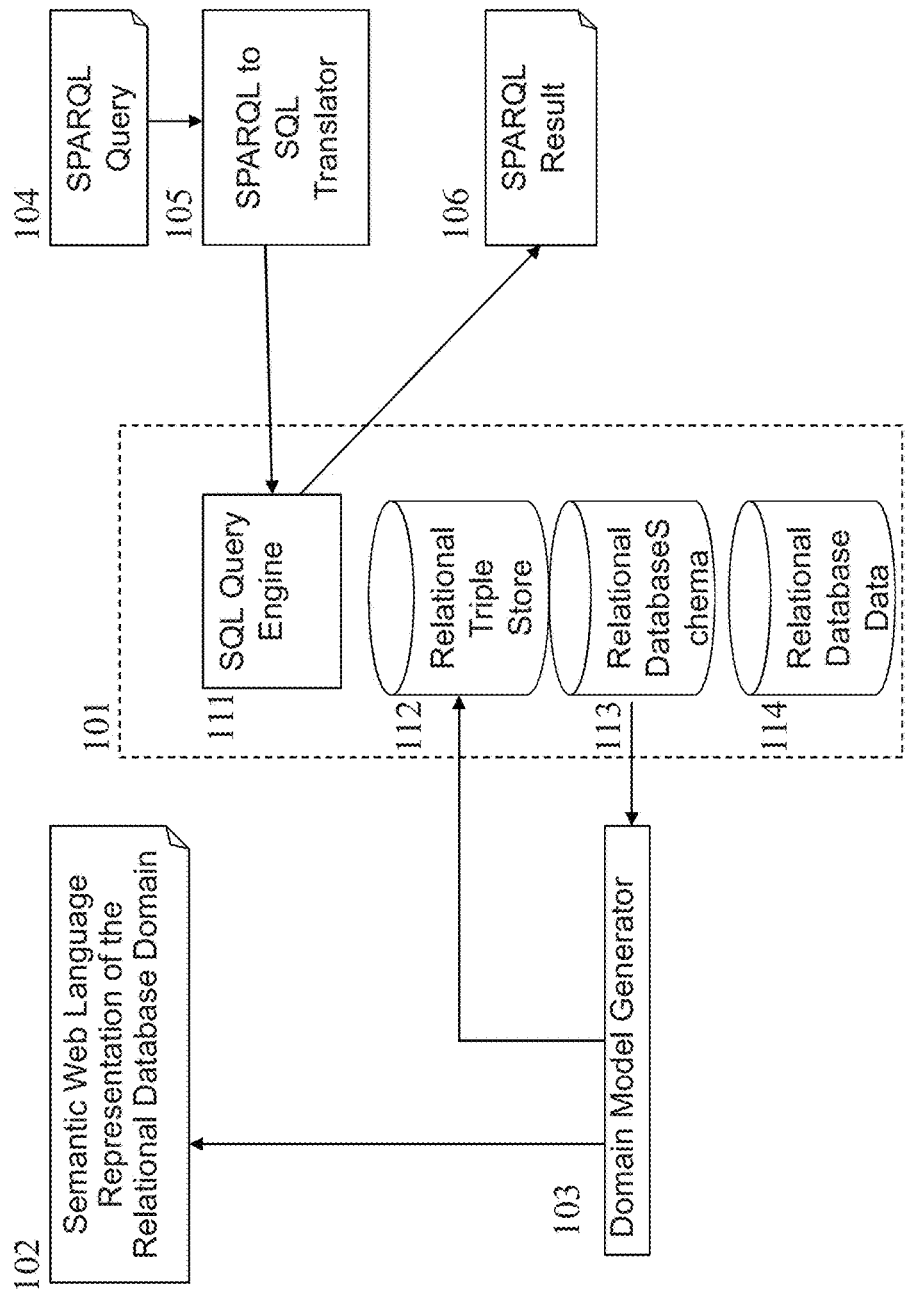 102
Semantic Web Language
Representation of the
Relational Database Domain
103
Domain Model Generator
101
111
SQL Query
Engine
112
Relational
Triple
Store
113
Relational
DatabaseS
chema
114
Relational
Database
Data
104
SPARQL
Query
105
SPARQL to
SQL
Translator
106
SPARQL
Result